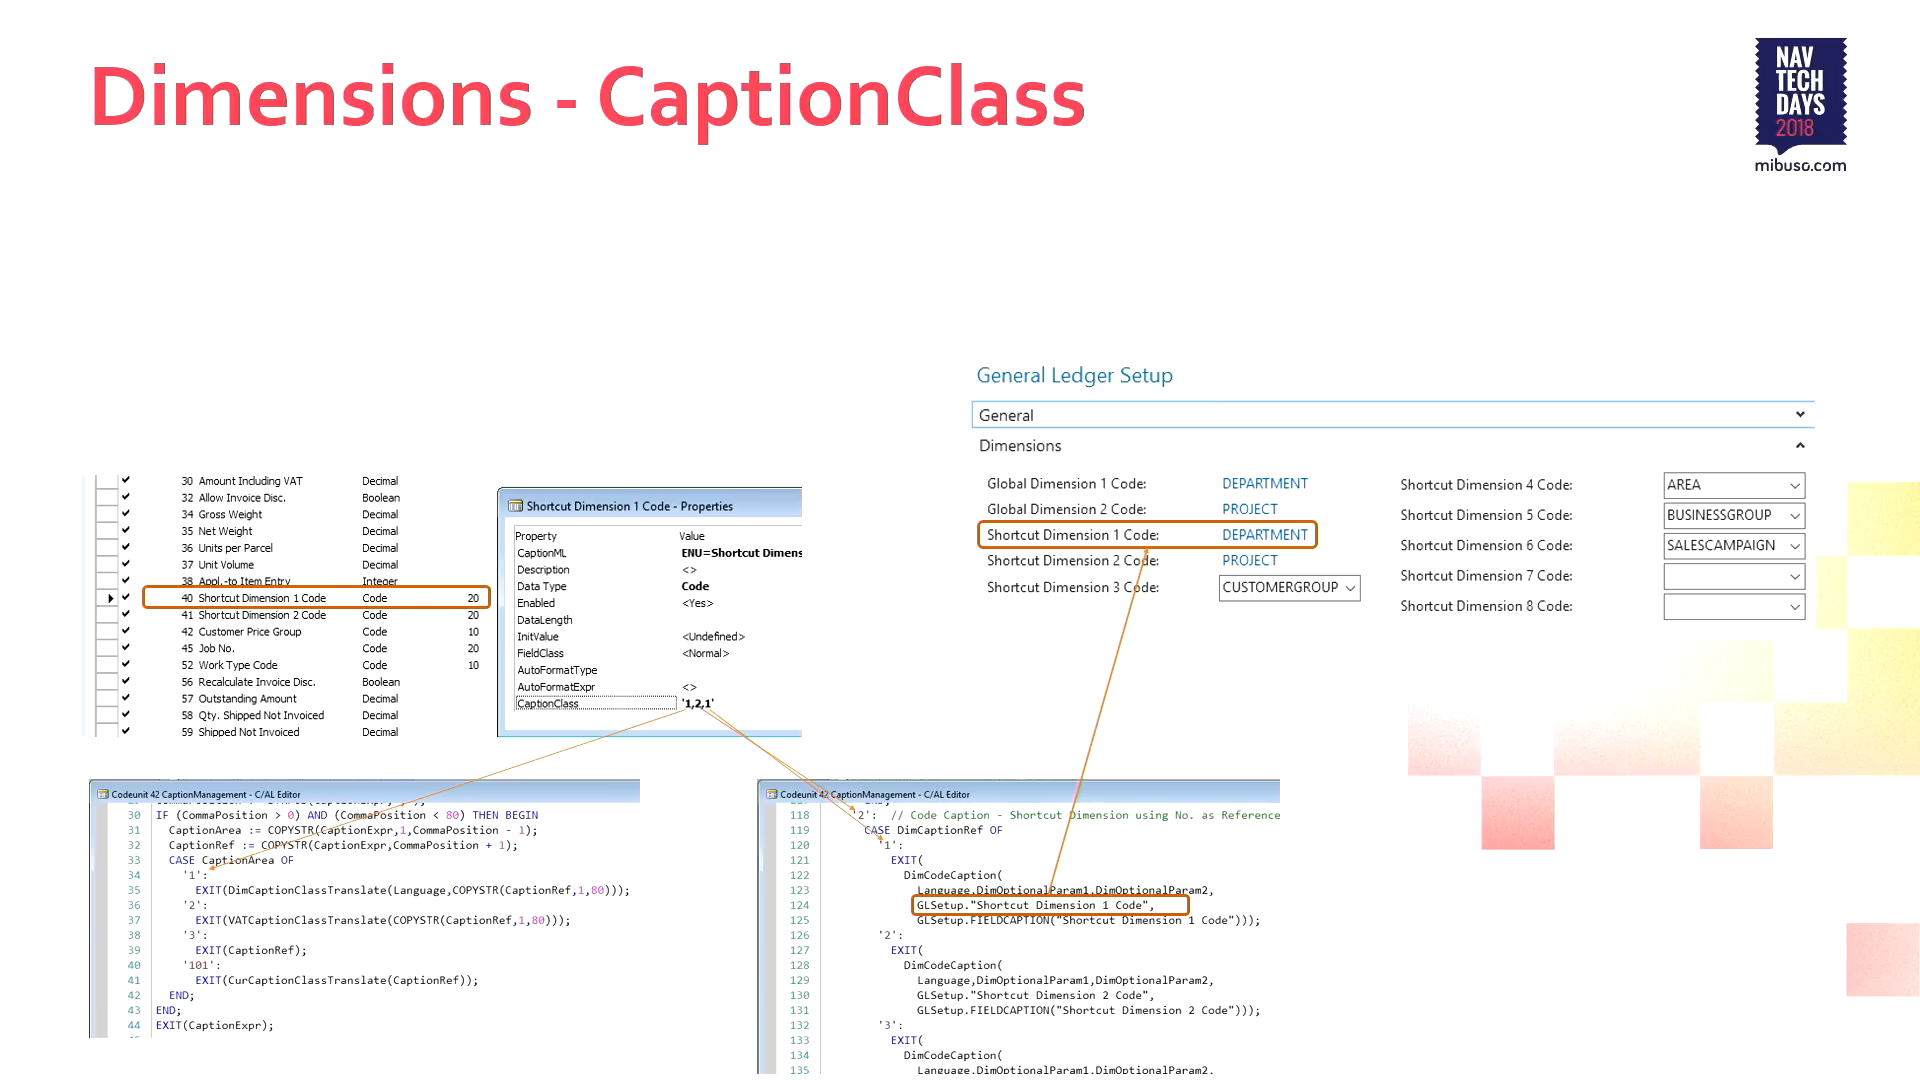 Dimensions - CaptionClass
NAV
TECH
DAYS
2018
mibuso.com
General Ledger Setup
General
Dimensions
Global Dimension 1 Code: DEPARTMENT
Global Dimension 2 Code: PROJECT
Shortcut Dimension 1 Code: DEPARTMENT
Shortcut Dimension 2 Code: PROJECT
Shortcut Dimension 3 Code: CUSTOMERGROUP
Shortcut Dimension 4 Code: AREA
Shortcut Dimension 5 Code: BUSINESSGROUP
Shortcut Dimension 6 Code: SALESCAMPAIGN
Shortcut Dimension 7 Code:
Shortcut Dimension 8 Code:
30 Amount Including VAT Decimal
32 Allow Invoice Disc. Boolean
34 Gross Weight Decimal
35 Net Weight Decimal
36 Units per Parcel Decimal
37 Unit Volume Decimal
38 Appl.-to Item Entry Integer
40 Shortcut Dimension 1 Code Code 20
41 Shortcut Dimension 2 Code Code 20
42 Customer Price Group Code 10
45 Job No. Code 20
52 Work Type Code Code 10
56 Recalculate Invoice Disc. Boolean
57 Outstanding Amount Decimal
58 Qty. Shipped Not Invoiced Decimal
59 Shipped Not Invoiced Decimal
Shortcut Dimension 1 Code - Properties
Property Value
CaptionML ENU=Shortcut Dimens
Description <>
Data Type Code
Enabled <Yes>
DataLength
InitValue <Undefined>
FieldClass <Normal>
AutoFormatType
AutoFormatExpr <>
CaptionClass '1,2,1'
Codeunit 42 CaptionManagement - C/AL Editor
30 IF (CommaPosition > 0) AND (CommaPosition < 80) THEN BEGIN
31 CaptionArea := COPYSTR(CaptionExpr,1,CommaPosition - 1);
32 CaptionRef := COPYSTR(CaptionExpr,CommaPosition + 1);
33 CASE CaptionArea OF
34 '1':
35 EXIT(DimCaptionClassTranslate(Language,COPYSTR(CaptionRef,1,80)));
36 '2':
37 EXIT(VATCaptionClassTranslate(COPYSTR(CaptionRef,1,80)));
38 '3':
39 EXIT(CaptionRef);
40 '101':
41 EXIT(CurCaptionClassTranslate(CaptionRef));
42 END;
43 END;
44 EXIT(CaptionExpr);
Codeunit 42 CaptionManagement - C/AL Editor
118 '2': // Code Caption - Shortcut Dimension using No. as Reference
119 CASE DimCaptionRef OF
120 '1':
121 EXIT(
122 DimCodeCaption(
123 Language,DimOptionalParam1,DimOptionalParam2,
124 GLSetup."Shortcut Dimension 1 Code",
125 GLSetup.FIELDCAPTION("Shortcut Dimension 1 Code")));
126 '2':
127 EXIT(
128 DimCodeCaption(
129 Language,DimOptionalParam1,DimOptionalParam2,
130 GLSetup."Shortcut Dimension 2 Code",
131 GLSetup.FIELDCAPTION("Shortcut Dimension 2 Code")));
132 '3':
133 EXIT(
134 DimCodeCaption(
135 Language,DimOptionalParam1,DimOptionalParam2,